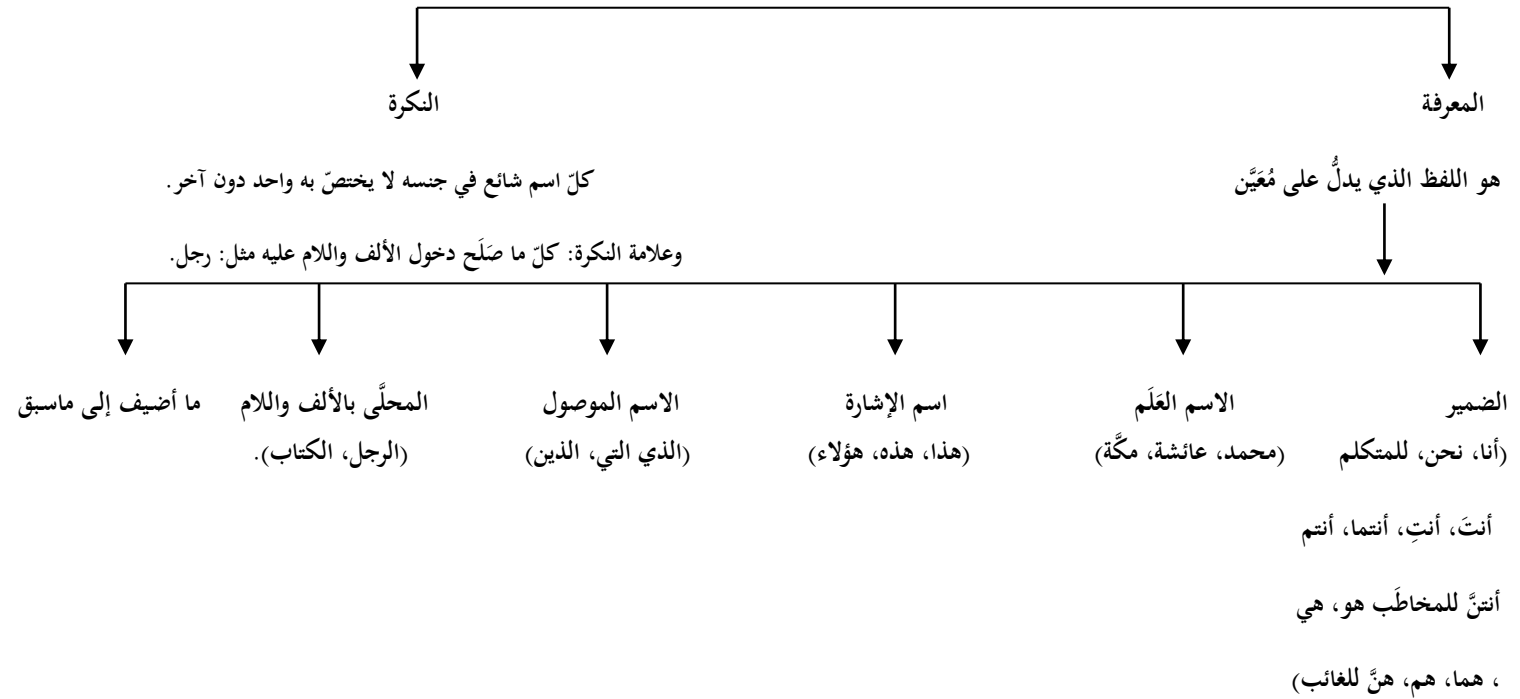 المعرفة
النكرة
هو اللفظ الذي يدلُّ على مُعَيَّن
كلّ اسم شائع في جنسه لا يختصّ به واحد دون آخر.
وعلامة النكرة: كلّ ما صَلَح دخول الألف واللام عليه مثل: رجل.
الضمير
(أنا، نحن، للمتكلم
أنتَ، أنتِ، أنتما، أنتم
أنتنَّ للمخاطَب هو، هي
، هما، هم، هنَّ للغائب)
الاسم العَلَم
(محمد، عائشة، مكَّة)
اسم الإشارة
(هذا، هذه، هؤلاء)
الاسم الموصول
(الذي التي، الذين)
المحلَّى بالألف واللام
(الرجل، الكتاب).
ما أضيف إلى ماسبق